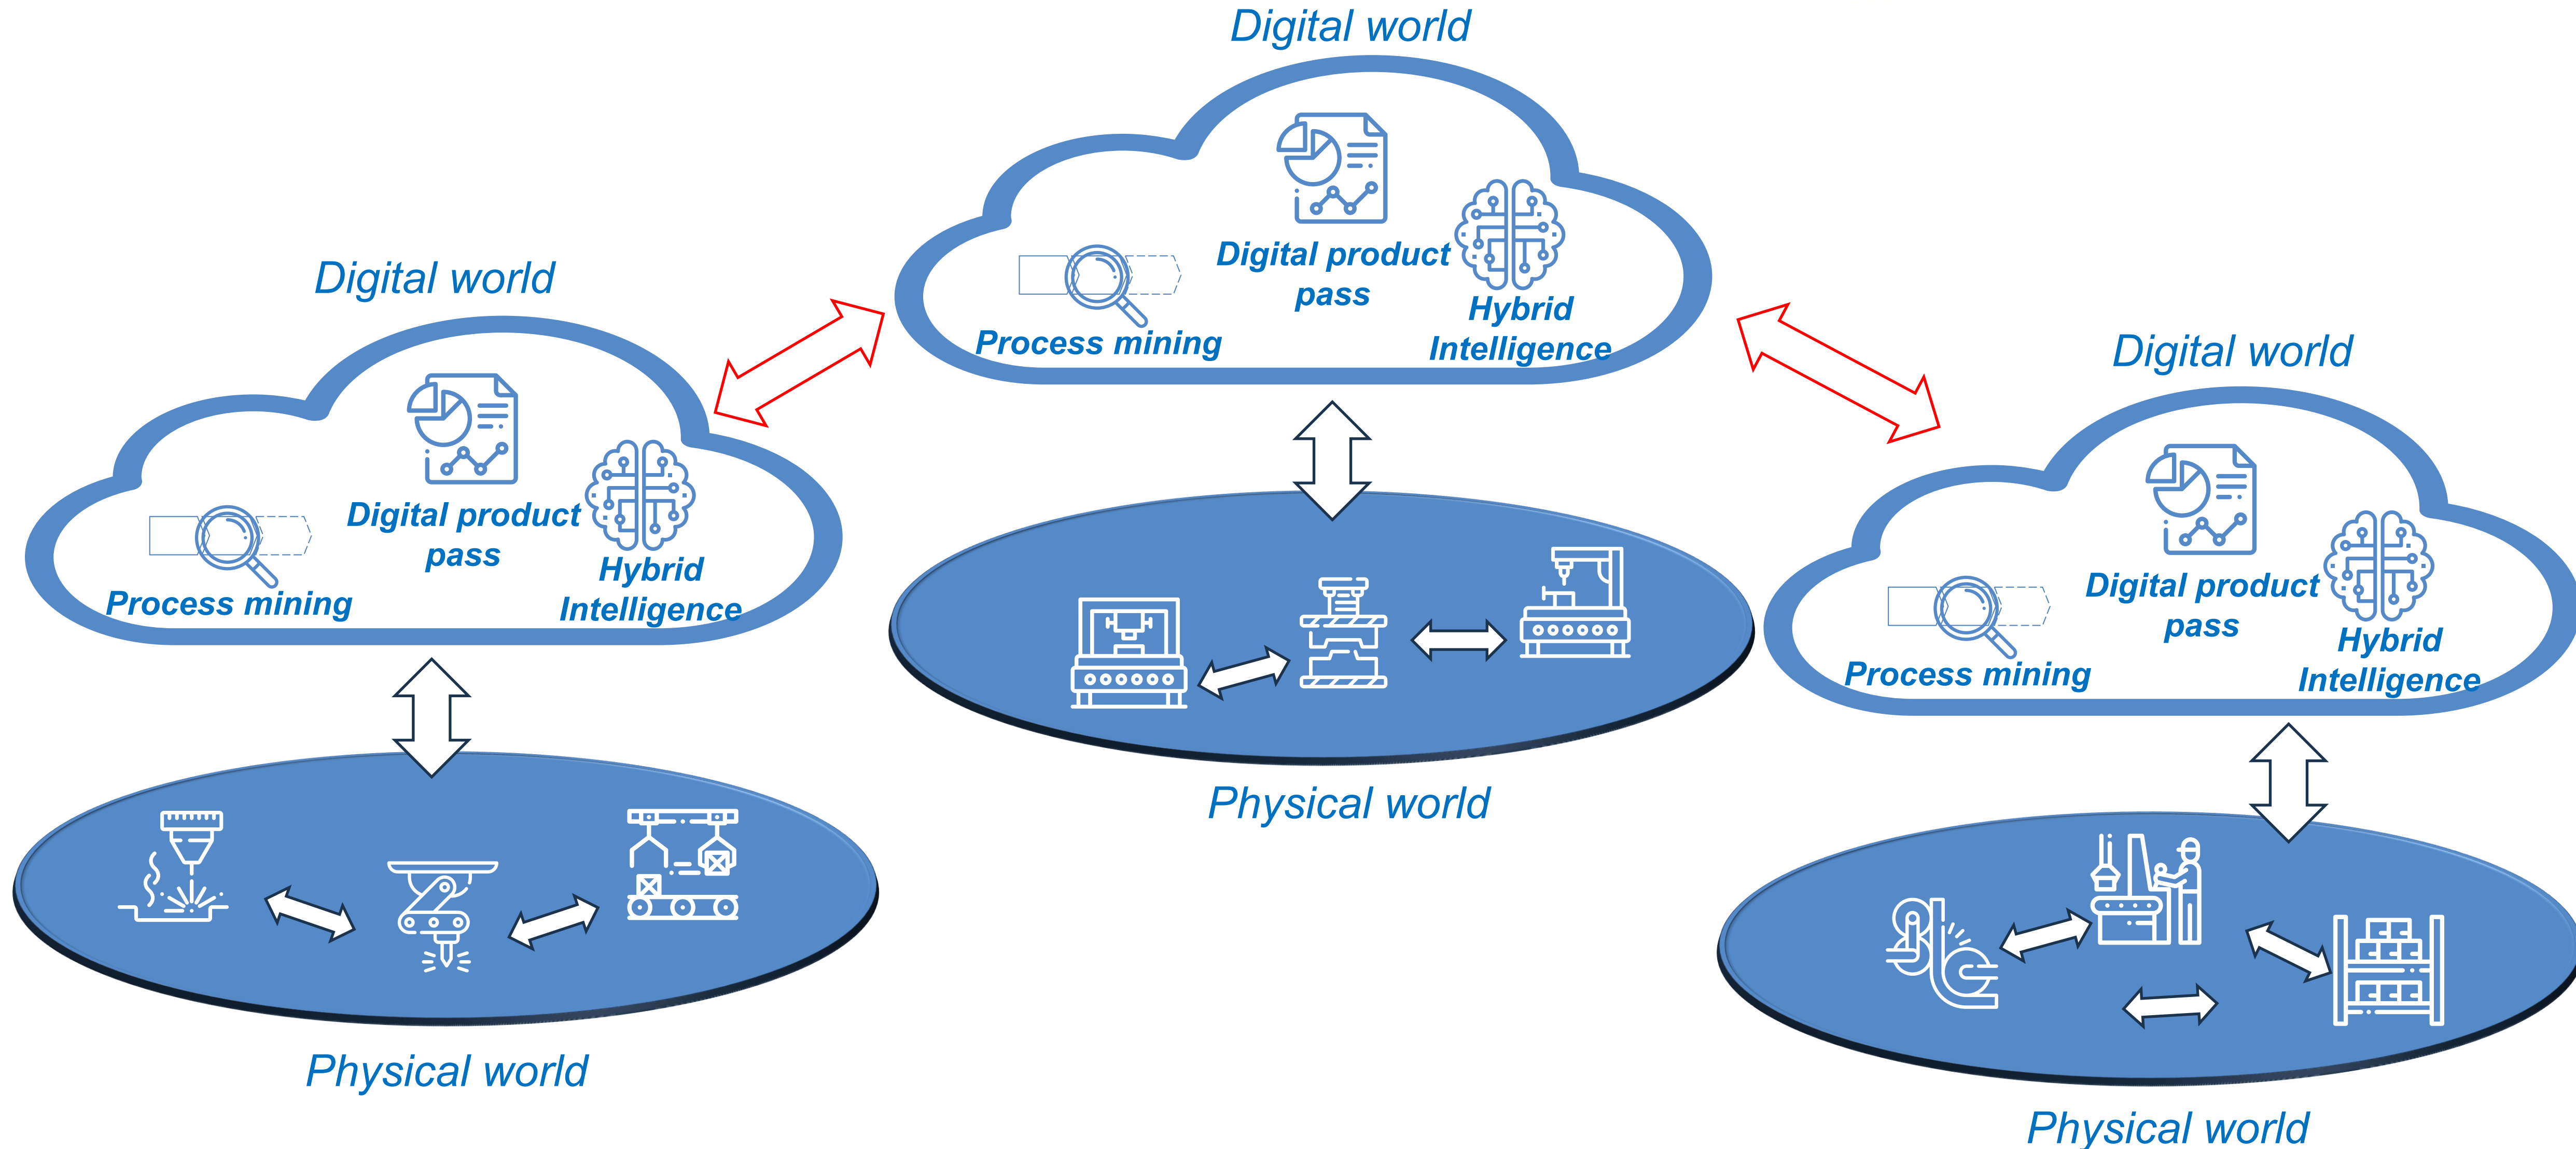 Digital world
Digital product
pass
Hybrid
Intelligence
Process mining
Physical world
Digital world
Digital product
pass
Process mining
Hybrid
Intelligence
Physical world
Digital world
Digital product
pass
Hybrid
Intelligence
Process mining
Physical world